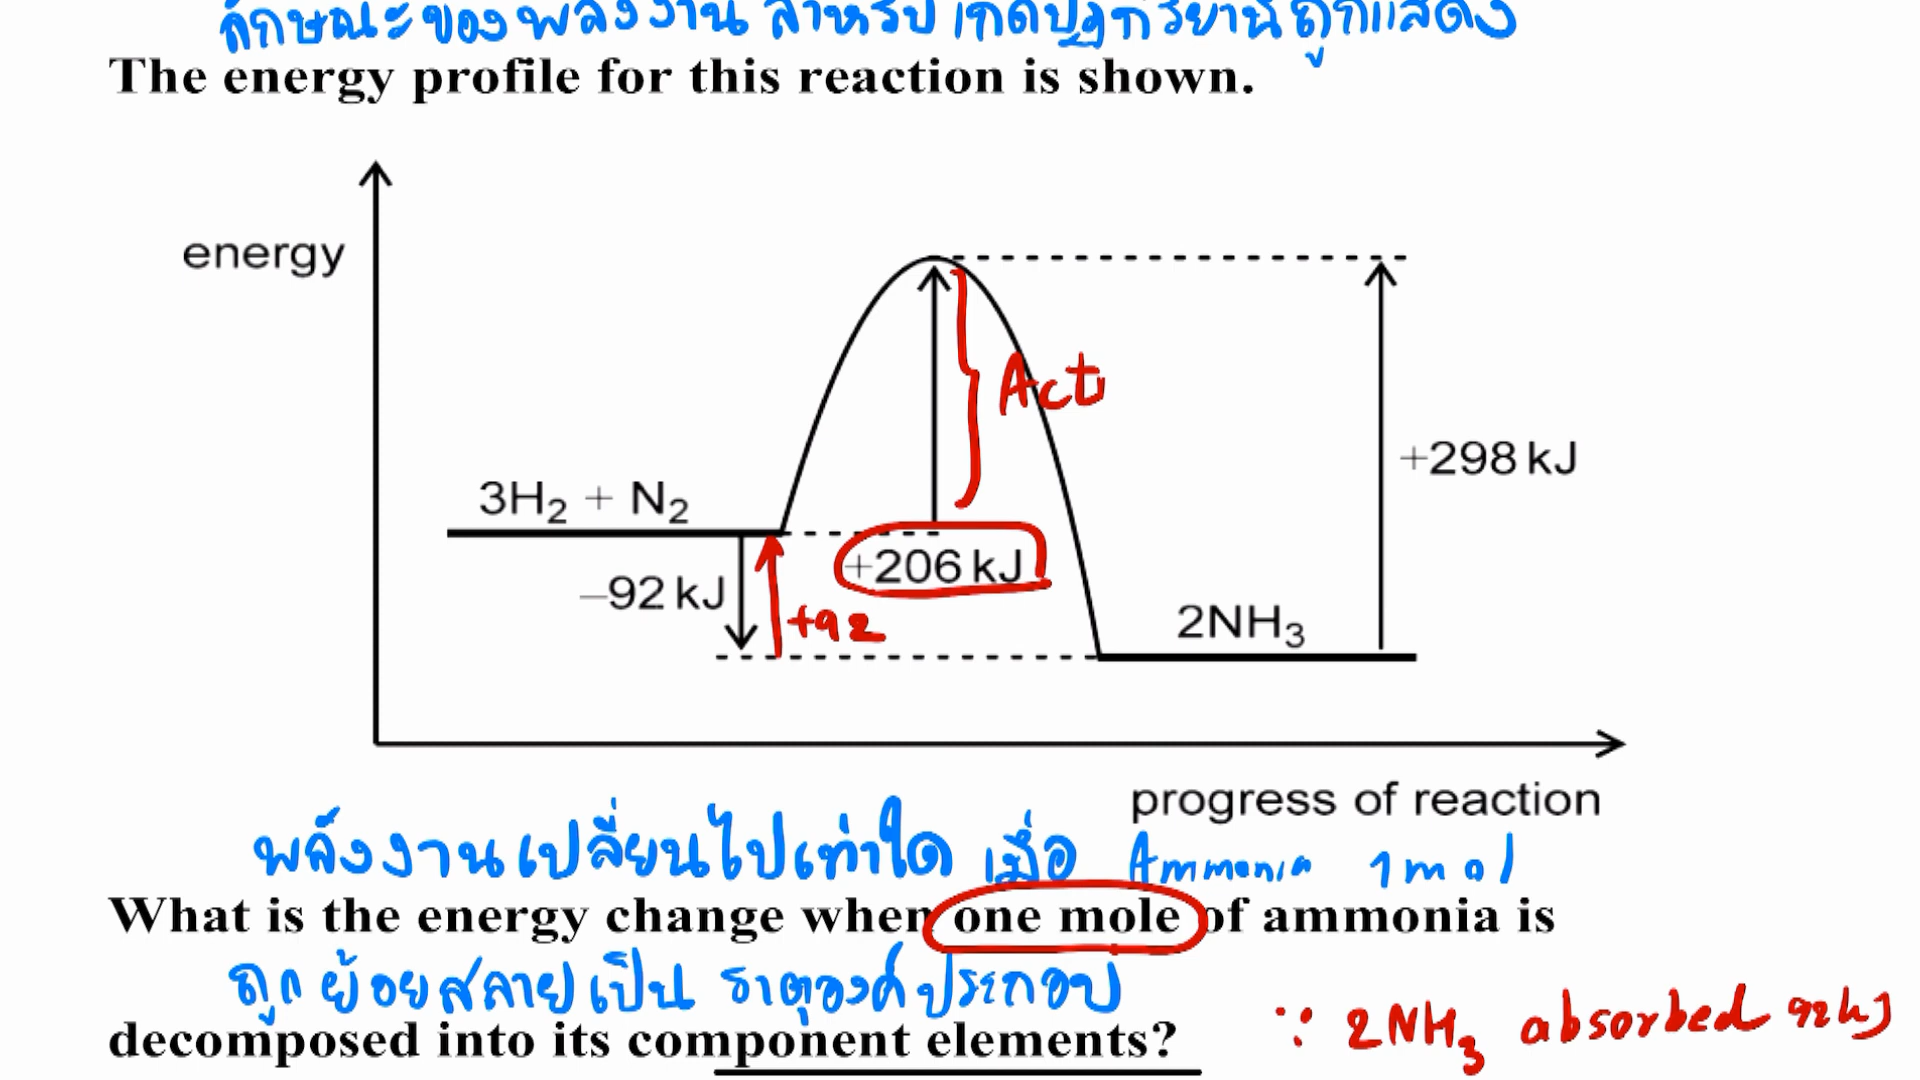 ลักษณะของพลังงาน สำหรับ เกิดปฏิกิริยานี้ถูกแสดง
The energy profile for this reaction is shown.
energy
Act
+298 kJ
3H₂ + N₂
+206 kJ
–92 kJ
+92
2NH₃
progress of reaction
พลังงานเปลี่ยนไปเท่าใด เมื่อ Ammonia 1 mol
What is the energy change when one mole of ammonia is
ถูก ย่อยสลายเป็น ธาตุองค์ประกอบ
decomposed into its component elements?
∵ 2NH₃ absorbed 92 kJ